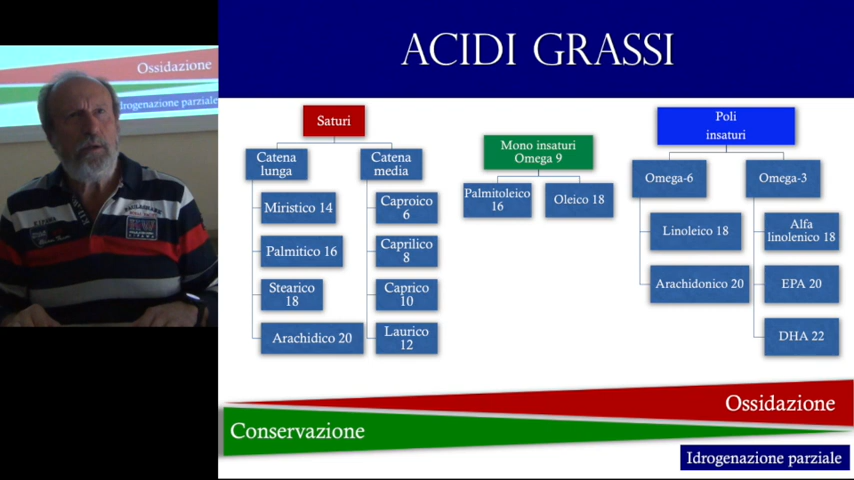 ACIDI GRASSI
Ossidazione
Idrogenazione parziale
Saturi
Catena
lunga
Miristico 14
Palmitico 16
Stearico
18
Arachidico 20
Catena
media
Caproico
6
Caprilico
8
Caprico
10
Laurico
12
Mono insaturi
Omega 9
Palmitoleico
16
Oleico 18
Poli
insaturi
Omega-6
Linoleico 18
Arachidonico 20
Omega-3
Alfa
linolenico 18
EPA 20
DHA 22
Ossidazione
Conservazione
Idrogenazione parziale